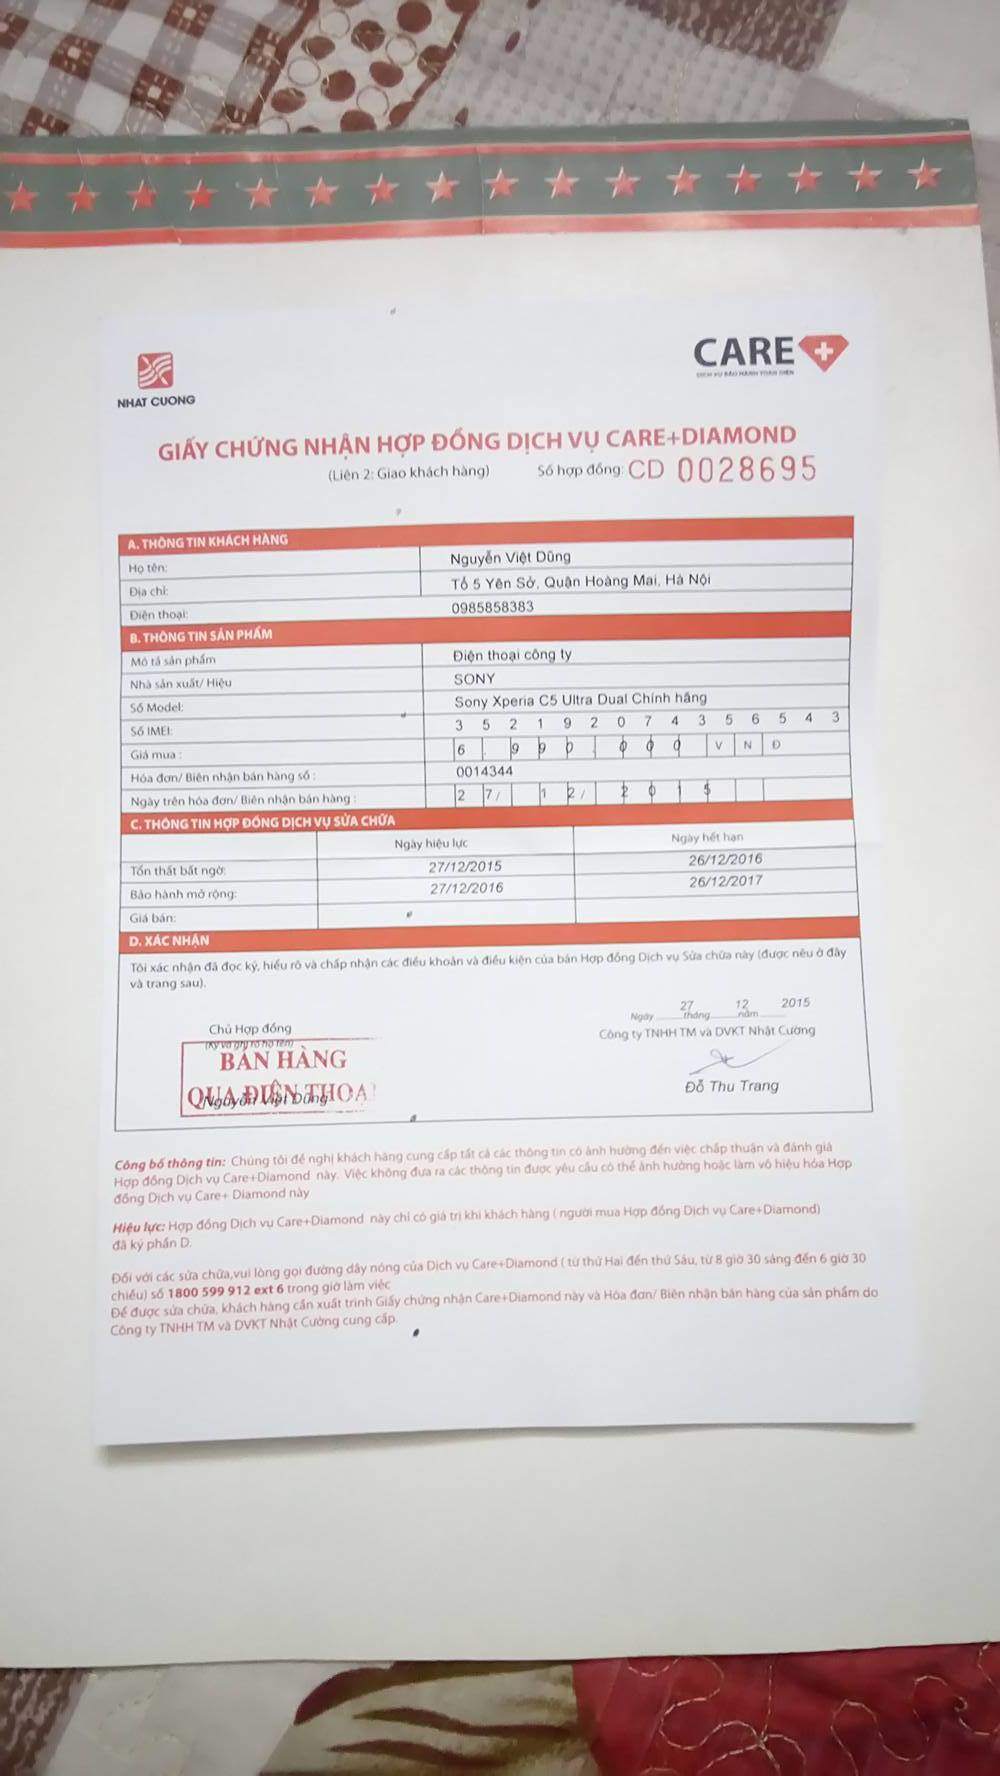 NHAT CUONG
CARE
DỊCH VỤ BẢO HÀNH TOÀN DIỆN
GIẤY CHỨNG NHẬN HỢP ĐỒNG DỊCH VỤ CARE+DIAMOND
(Liên 2: Giao khách hàng) Số hợp đồng: CD 0028695
A. THÔNG TIN KHÁCH HÀNG
Họ tên: Nguyễn Việt Dũng
Địa chỉ: Tổ 5 Yên Sở, Quận Hoàng Mai, Hà Nội
Điện thoại: 0985858383
B. THÔNG TIN SẢN PHẨM
Mô tả sản phẩm Điện thoại công ty
Nhà sản xuất/ Hiệu SONY
Số Model: Sony Xperia C5 Ultra Dual Chính hãng
Số IMEI: 3 5 2 1 9 2 0 7 4 3 5 6 5 4 3
Giá mua : 6 . 9 9 0 . 0 0 0 V N Đ
Hóa đơn/ Biên nhận bán hàng số : 0014344
Ngày trên hóa đơn/ Biên nhận bán hàng : 2 7/ 1 2/ 2 0 1 5
C. THÔNG TIN HỢP ĐỒNG DỊCH VỤ SỬA CHỮA
Ngày hiệu lực Ngày hết hạn
Tổn thất bất ngờ: 27/12/2015 26/12/2016
Bảo hành mở rộng: 27/12/2016 26/12/2017
Giá bán:
D. XÁC NHẬN
Tôi xác nhận đã đọc kỹ, hiểu rõ và chấp nhận các điều khoản và điều kiện của bản Hợp đồng Dịch vụ Sửa chữa này (được nêu ở đây
và trang sau).
Ngày 27 tháng 12 năm 2015
Chủ Hợp đồng Công ty TNHH TM và DVKT Nhật Cường
(Ký và ghi rõ họ tên)
BÁN HÀNG
QUA ĐIỆN THOẠI
Nguyễn Việt Dũng Đỗ Thu Trang
Công bố thông tin: Chúng tôi đề nghị khách hàng cung cấp tất cả các thông tin có ảnh hưởng đến việc chấp thuận và đánh giá
Hợp đồng Dịch vụ Care+Diamond này. Việc không đưa ra các thông tin được yêu cầu có thể ảnh hưởng hoặc làm vô hiệu hóa Hợp
đồng Dịch vụ Care+ Diamond này
Hiệu lực: Hợp đồng Dịch vụ Care+Diamond này chỉ có giá trị khi khách hàng ( người mua Hợp đồng Dịch vụ Care+Diamond)
đã ký phần D.
Đối với các sửa chữa,vui lòng gọi đường dây nóng của Dịch vụ Care+Diamond ( từ thứ Hai đến thứ Sáu, từ 8 giờ 30 sáng đến 6 giờ 30
chiều) số 1800 599 912 ext 6 trong giờ làm việc
Để được sửa chữa, khách hàng cần xuất trình Giấy chứng nhận Care+Diamond này và Hóa đơn/ Biên nhận bán hàng của sản phẩm do
Công ty TNHH TM và DVKT Nhật Cường cung cấp.